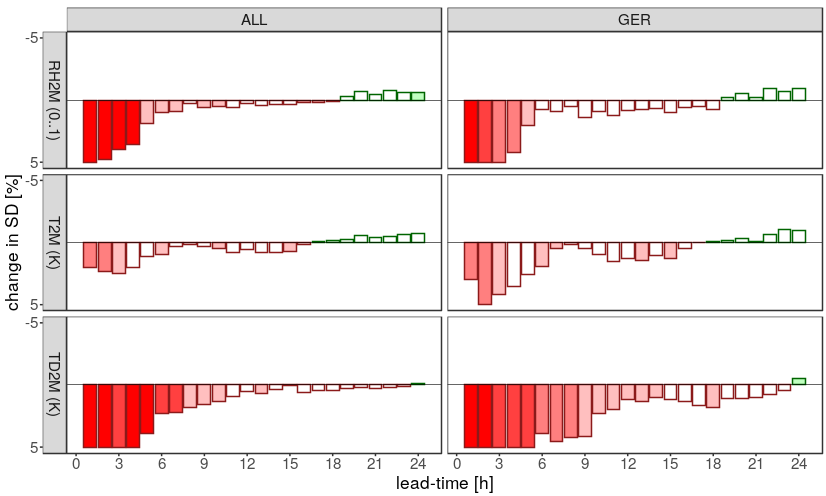 ALL GER
-5
RH2M (0..1)
5
-5
T2M (K)
5
-5
TD2M (K)
5
change in SD [%]
0 3 6 9 12 15 18 21 24 0 3 6 9 12 15 18 21 24
lead-time [h]